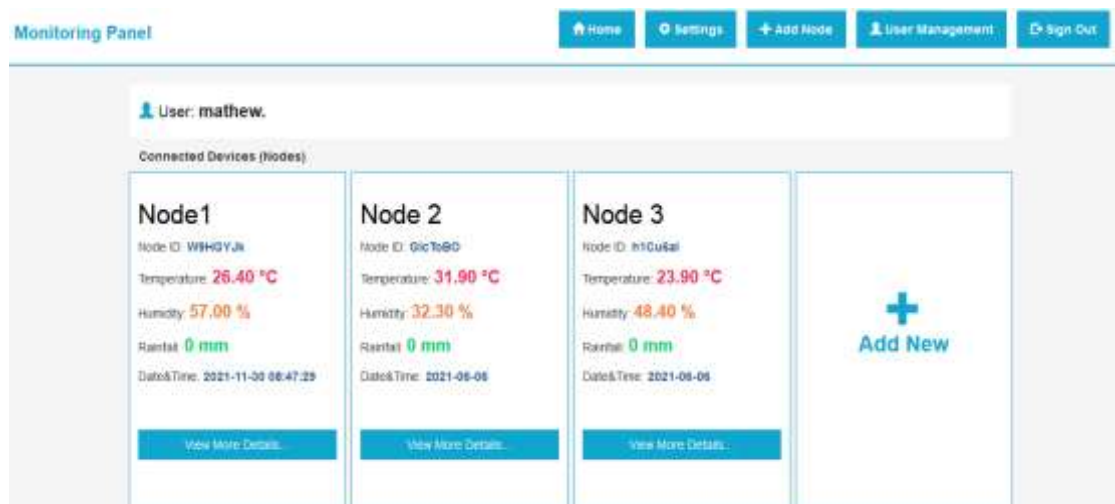 Monitoring Panel
Home
Settings
Add Node
User Management
Sign Out
User: mathew.
Connected Devices (Nodes)
Node1
Node ID:
Temperature: 26.40 °C
Humidity: 57.00 %
Rainfall: 0 mm
Date&Time: 2021-11-30 08:47:29
View More Details..
Node 2
Node ID:
Temperature: 31.90 °C
Humidity: 32.30 %
Rainfall: 0 mm
Date&Time: 2021-06-06
View More Details..
Node 3
Node ID:
Temperature: 23.90 °C
Humidity: 48.40 %
Rainfall: 0 mm
Date&Time: 2021-06-06
View More Details..
Add New